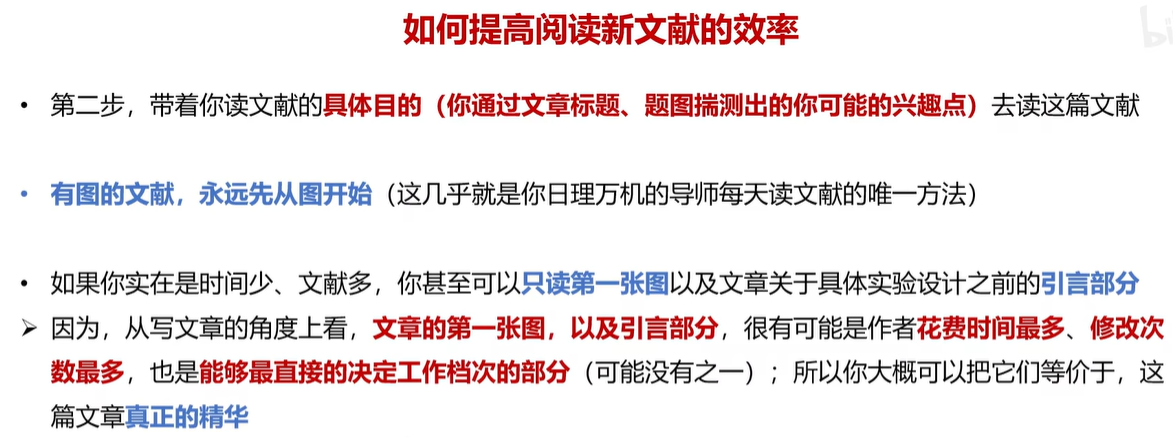 如何提高阅读新文献的效率
• 第二步，带着你读文献的具体目的（你通过文章标题、题图揣测出的你可能的兴趣点）去读这篇文献
• 有图的文献，永远先从图开始（这几乎就是你日理万机的导师每天读文献的唯一方法）
• 如果你实在是时间少、文献多，你甚至可以只读第一张图以及文章关于具体实验设计之前的引言部分
➢ 因为，从写文章的角度上看，文章的第一张图，以及引言部分，很有可能是作者花费时间最多、修改次
数最多，也是能够最直接的决定工作档次的部分（可能没有之一）；所以你大概可以把它们等价于，这
篇文章真正的精华